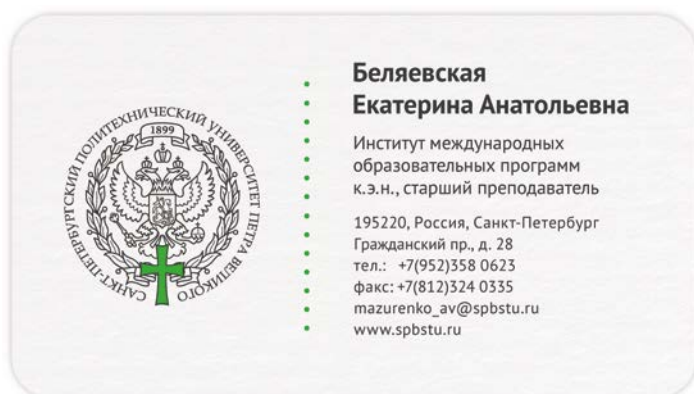 САНКТ-ПЕТЕРБУРГСКИЙ ПОЛИТЕХНИЧЕСКИЙ УНИВЕРСИТЕТ ПЕТРА ВЕЛИКОГО
1899
Беляевская
Екатерина Анатольевна
Институт международных
образовательных программ
к.э.н., старший преподаватель
195220, Россия, Санкт-Петербург
Гражданский пр., д. 28
тел.: +7(952)358 0623
факс: +7(812)324 0335
mazurenko_av@spbstu.ru
www.spbstu.ru